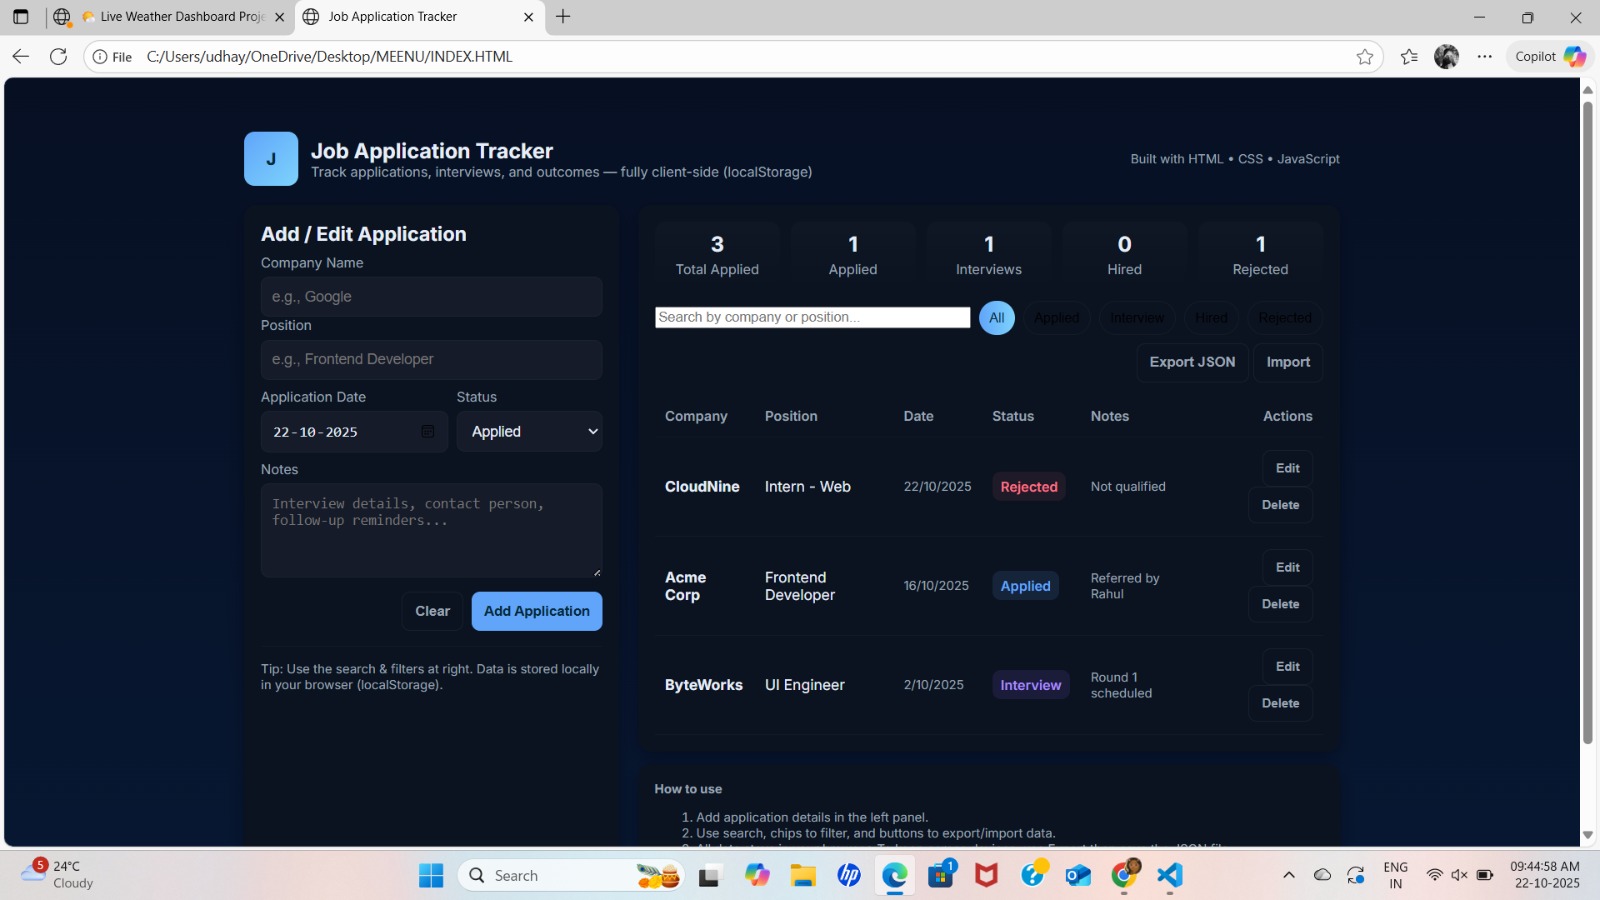 Live Weather Dashboard Proje
Job Application Tracker
File
C:/Users/udhay/OneDrive/Desktop/MEENU/INDEX.HTML
Copilot
J
Job Application Tracker
Track applications, interviews, and outcomes — fully client-side (localStorage)
Built with HTML • CSS • JavaScript
Add / Edit Application
Company Name
e.g., Google
Position
e.g., Frontend Developer
Application Date
Status
22-10-2025
Applied
Notes
Interview details, contact person,
follow-up reminders...
Clear
Add Application
Tip: Use the search & filters at right. Data is stored locally
in your browser (localStorage).
3
Total Applied
1
Applied
1
Interviews
0
Hired
1
Rejected
Search by company or position...
All
Applied
Interview
Hired
Rejected
Export JSON
Import
Company Position Date Status Notes Actions
CloudNine Intern - Web 22/10/2025 Rejected Not qualified
Edit
Delete
Acme
Corp
Frontend
Developer
16/10/2025
Applied
Referred by
Rahul
Edit
Delete
ByteWorks UI Engineer 2/10/2025 Interview
Round 1
scheduled
Edit
Delete
How to use
1. Add application details in the left panel.
2. Use search, chips to filter, and buttons to export/import data.
5
24°C
Cloudy
Search
hp
1
ENG
IN
09:44:58 AM
22-10-2025